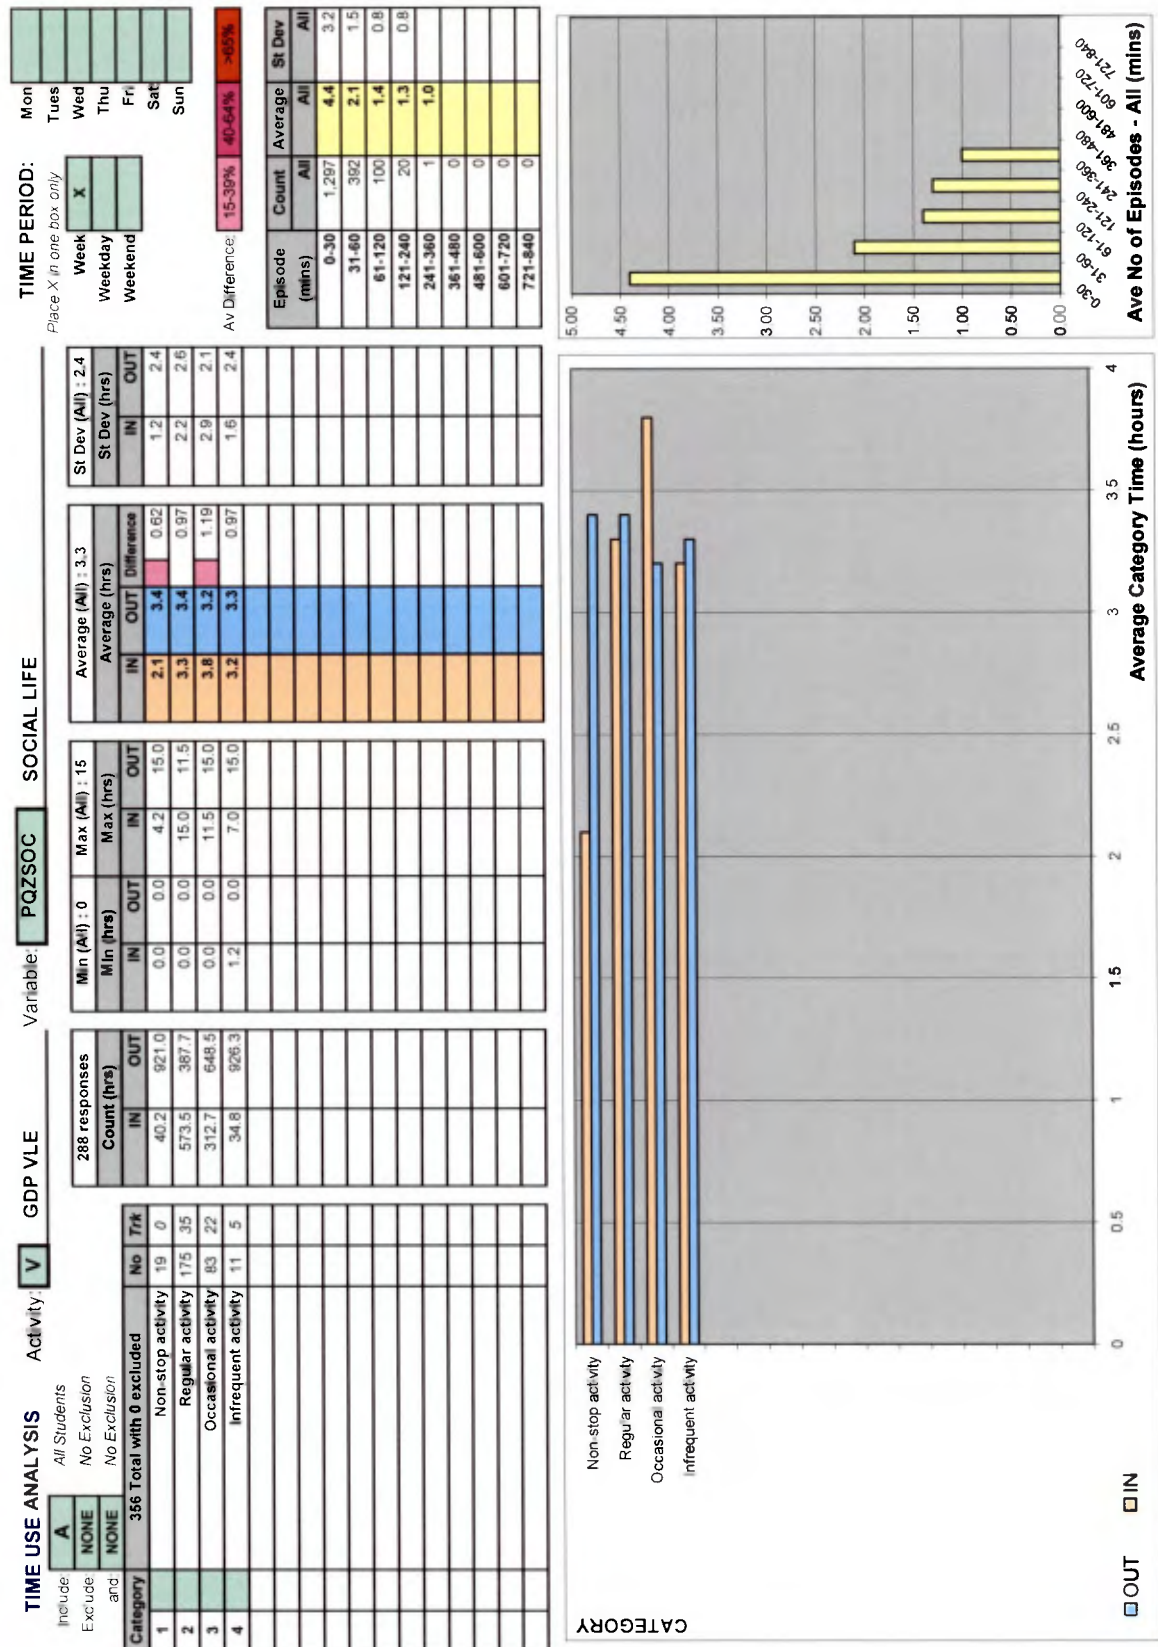 TIME USE ANALYSIS Activity: V GDP VLE Variable: PQZSOC SOCIAL LIFE
Include: A All Students
Exclude: NONE No Exclusion
and: NONE No Exclusion
TIME PERIOD:
Place X in one box only
Week X
Weekday
Weekend
Mon
Tues
Wed
Thu
Fri
Sat
Sun
Category 356 Total with 0 excluded No Trk
1 Non-stop activity 19 0
2 Regular activity 175 35
3 Occasional activity 83 22
4 Infrequent activity 11 5
288 responses
Count (hrs)
IN OUT
40.2 921.0
573.5 387.7
312.7 648.5
34.8 926.3
Min (All) : 0 Max (All) : 15
Min (hrs) Max (hrs)
IN OUT IN OUT
0.0 0.0 4.2 15.0
0.0 0.0 15.0 11.5
0.0 0.0 11.5 15.0
1.2 0.0 7.0 15.0
Average (All) : 3.3
Average (hrs)
IN OUT Difference
2.1 3.4 0.62
3.3 3.4 0.97
3.8 3.2 1.19
3.2 3.3 0.97
St Dev (All) : 2.4
St Dev (hrs)
IN OUT
1.2 2.4
2.2 2.6
2.9 2.1
1.6 2.4
Av Difference: 15-39% 40-64% >65%
Episode Count Average St Dev
(mins) All All All
0-30 1,297 4.4 3.2
31-60 392 2.1 1.5
61-120 100 1.4 0.8
121-240 20 1.3 0.8
241-360 1 1.0
361-480 0
481-600 0
601-720 0
721-840 0
CATEGORY
Non-stop activity
Regular activity
Occasional activity
Infrequent activity
0 0.5 1 1.5 2 2.5 3 3.5 4
Average Category Time (hours)
OUT IN
5.00
4.50
4.00
3.50
3.00
2.50
2.00
1.50
1.00
0.50
0.00
0-30 31-60 61-120 121-240 241-360 361-480 481-600 601-720 721-840
Ave No of Episodes - All (mins)